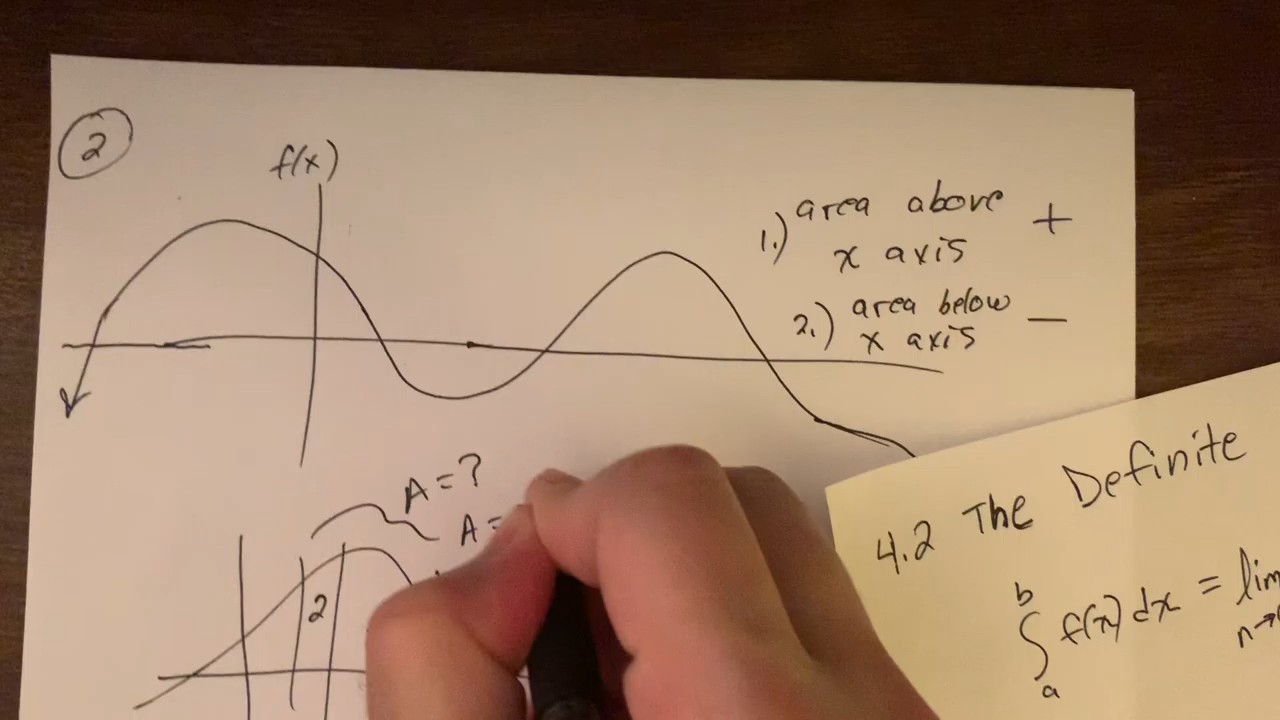 2
f(x)
1.) area above +
x axis
2.) area below —
x axis
A = ?
A =
2
4.2 The Definite
b
∫ f(x) dx = lim
a
n→